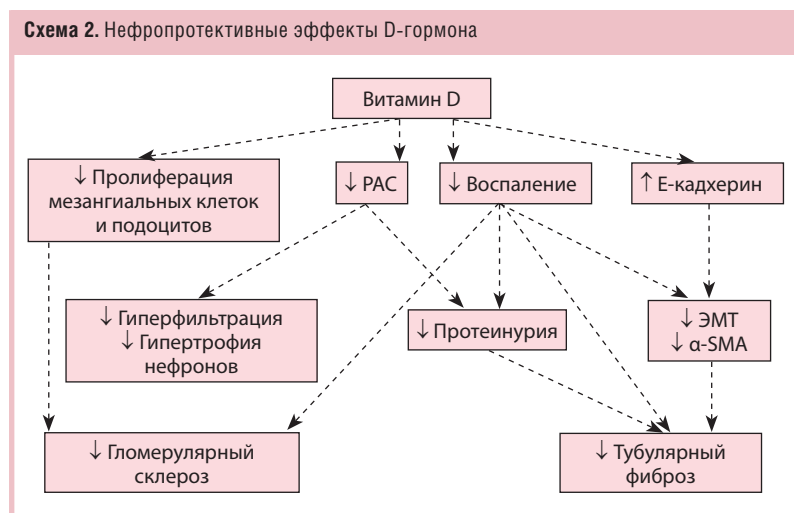 Схема 2. Нефропротективные эффекты D-гормона
Витамин D
↓ Пролиферация
мезангиальных клеток
и подоцитов
↓ РАС
↓ Воспаление
↑ Е-кадхерин
↓ Гиперфильтрация
↓ Гипертрофия
нефронов
↓ Протеинурия
↓ ЭМТ
↓ α-SMA
↓ Гломерулярный
склероз
↓ Тубулярный
фиброз